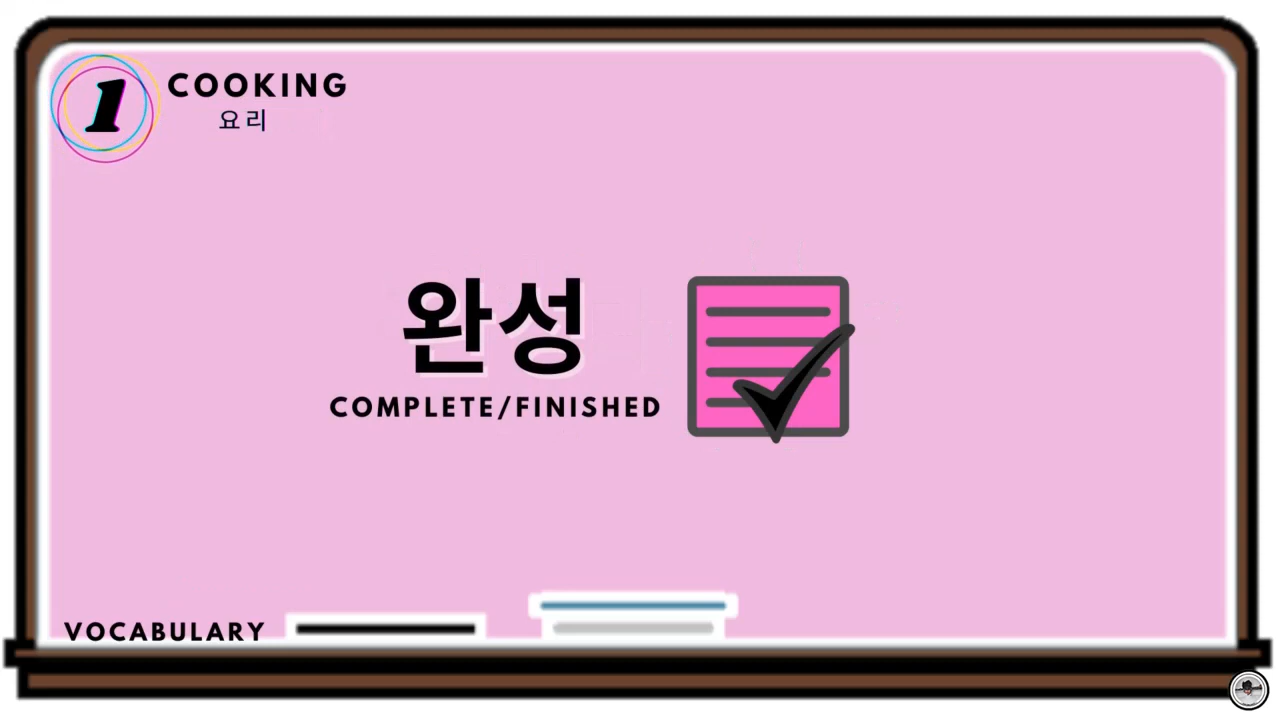 1
COOKING
요리
완성
COMPLETE/FINISHED
VOCABULARY